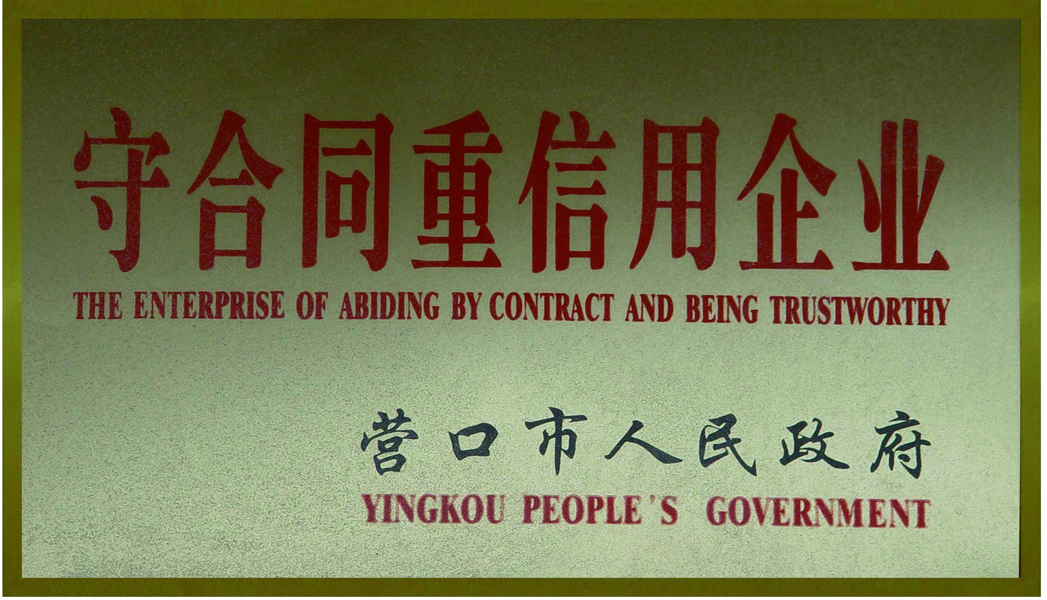 守合同重信用企业
THE ENTERPRISE OF ABIDING BY CONTRACT AND BEING TRUSTWORTHY
营口市人民政府
YINGKOU PEOPLE'S GOVERNMENT